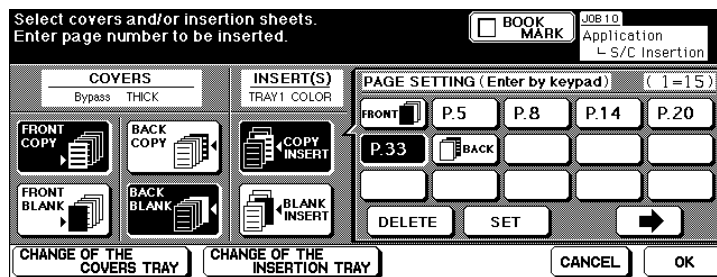 Select covers and/or insertion sheets.
Enter page number to be inserted.
BOOK
MARK
JOB 10
Application
S/C Insertion
COVERS
Bypass THICK
INSERT(S)
TRAY1 COLOR
PAGE SETTING (Enter by keypad) ( 1=15)
FRONT P.5 P.8 P.14 P.20
P.33 BACK
FRONT
COPY
BACK
COPY
COPY
INSERT
FRONT
BLANK
BACK
BLANK
BLANK
INSERT
DELETE SET
CHANGE OF THE
COVERS TRAY
CHANGE OF THE
INSERTION TRAY
CANCEL OK